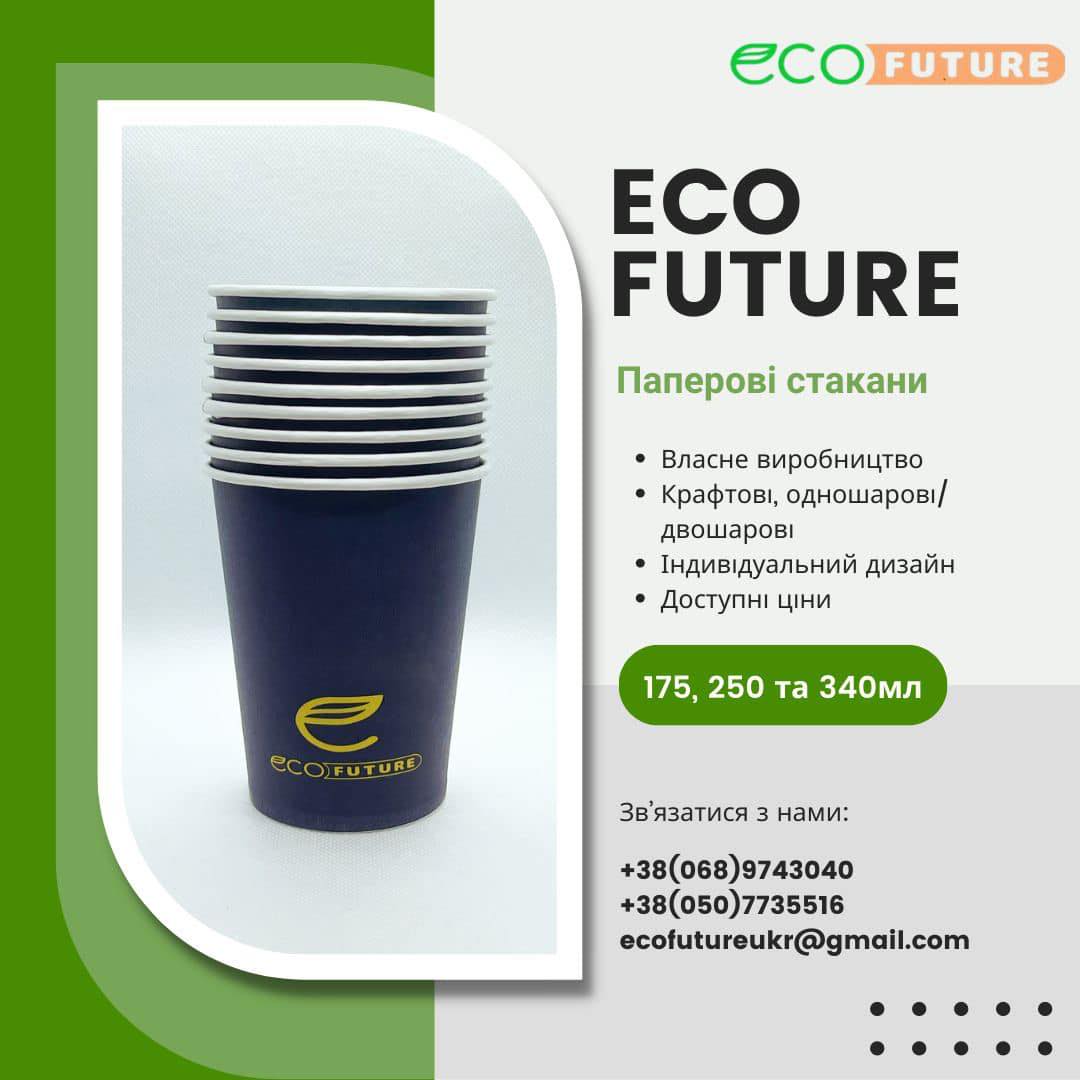 eco FUTURE
ECO
FUTURE
Паперові стакани
• Власне виробництво
• Крафтові, одношарові/
двошарові
• Індивідуальний дизайн
• Доступні ціни
175, 250 та 340мл
Зв’язатися з нами:
+38(068)9743040
+38(050)7735516
ecofutureukr@gmail.com
e
eco FUTURE